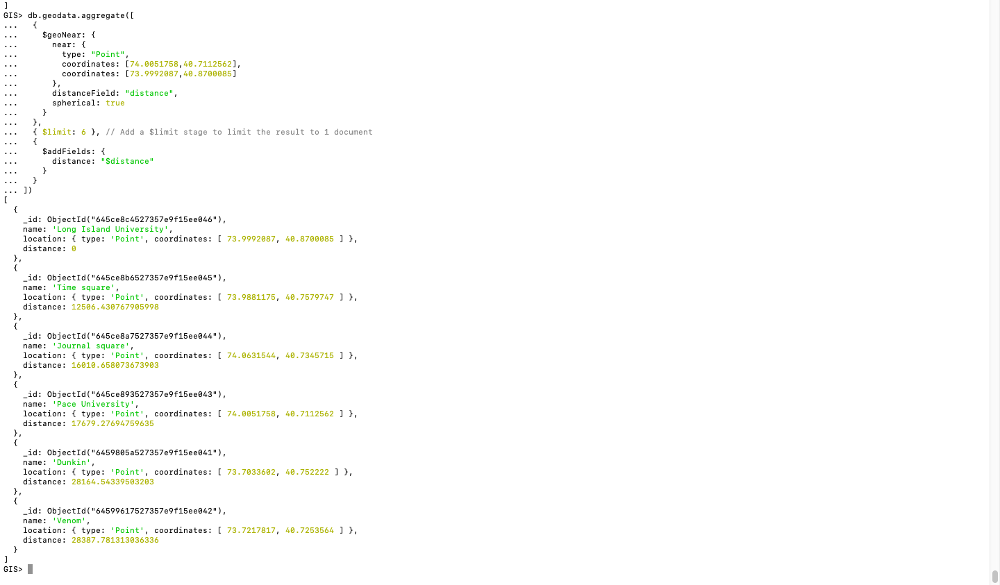 ]
GIS> db.geodata.aggregate([
...   {
...     $geoNear: {
...       near: {
...         type: "Point",
...         coordinates: [74.0051758,40.7112562],
...         coordinates: [73.9992087,40.8700085]
...       },
...       distanceField: "distance",
...       spherical: true
...     }
...   },
...   { $limit: 6 }, // Add a $limit stage to limit the result to 1 document
...   {
...     $addFields: {
...       distance: "$distance"
...     }
...   }
... ])
[
  {
    _id: ObjectId("645ce8c4527357e9f15ee046"),
    name: 'Long Island University',
    location: { type: 'Point', coordinates: [ 73.9992087, 40.8700085 ] },
    distance: 0
  },
  {
    _id: ObjectId("645ce8b6527357e9f15ee045"),
    name: 'Time square',
    location: { type: 'Point', coordinates: [ 73.9881175, 40.7579747 ] },
    distance: 12506.430767905998
  },
  {
    _id: ObjectId("645ce8a7527357e9f15ee044"),
    name: 'Journal square',
    location: { type: 'Point', coordinates: [ 74.0631544, 40.7345715 ] },
    distance: 16010.658073673903
  },
  {
    _id: ObjectId("645ce893527357e9f15ee043"),
    name: 'Pace University',
    location: { type: 'Point', coordinates: [ 74.0051758, 40.7112562 ] },
    distance: 17679.27694759635
  },
  {
    _id: ObjectId("6459805a527357e9f15ee041"),
    name: 'Dunkin',
    location: { type: 'Point', coordinates: [ 73.7033602, 40.752222 ] },
    distance: 28164.54339503203
  },
  {
    _id: ObjectId("64599617527357e9f15ee042"),
    name: 'Venom',
    location: { type: 'Point', coordinates: [ 73.7217817, 40.7253564 ] },
    distance: 28387.781313036336
  }
]
GIS>